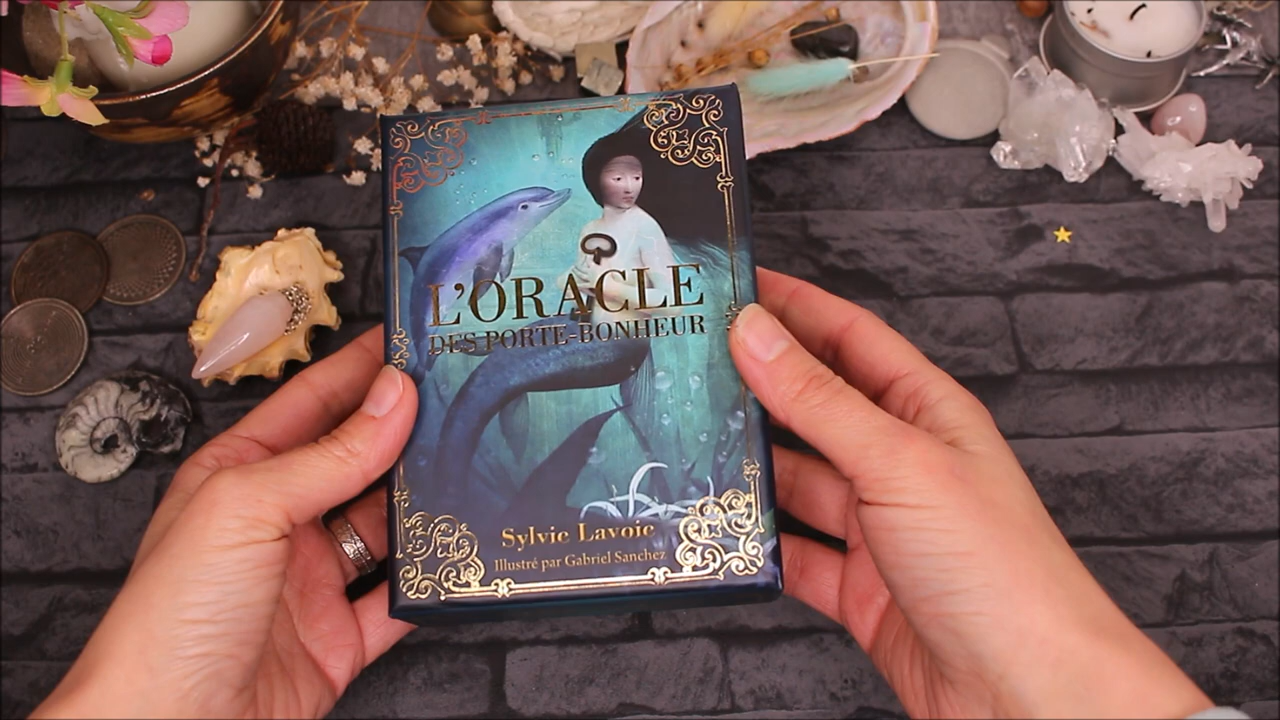 L'ORACLE
DES PORTE-BONHEUR
Sylvie Lavoie
Illustré par Gabriel Sanchez